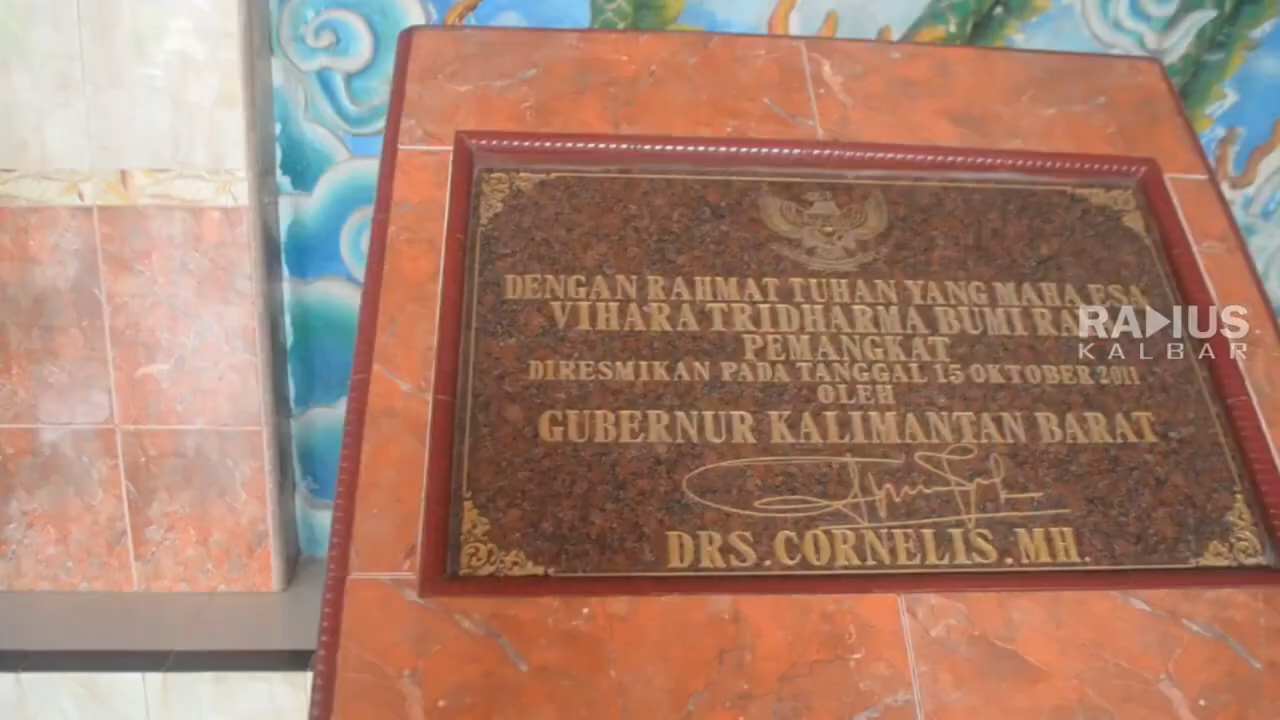 DENGAN RAHMAT TUHAN YANG MAHA ESA
VIHARA TRIDHARMA BUMI
PEMANGKAT
DIRESMIKAN PADA TANGGAL 15 OKTOBER 2011
OLEH
GUBERNUR KALIMANTAN BARAT
DRS. CORNELIS .MH.
RADIUS
KALBAR